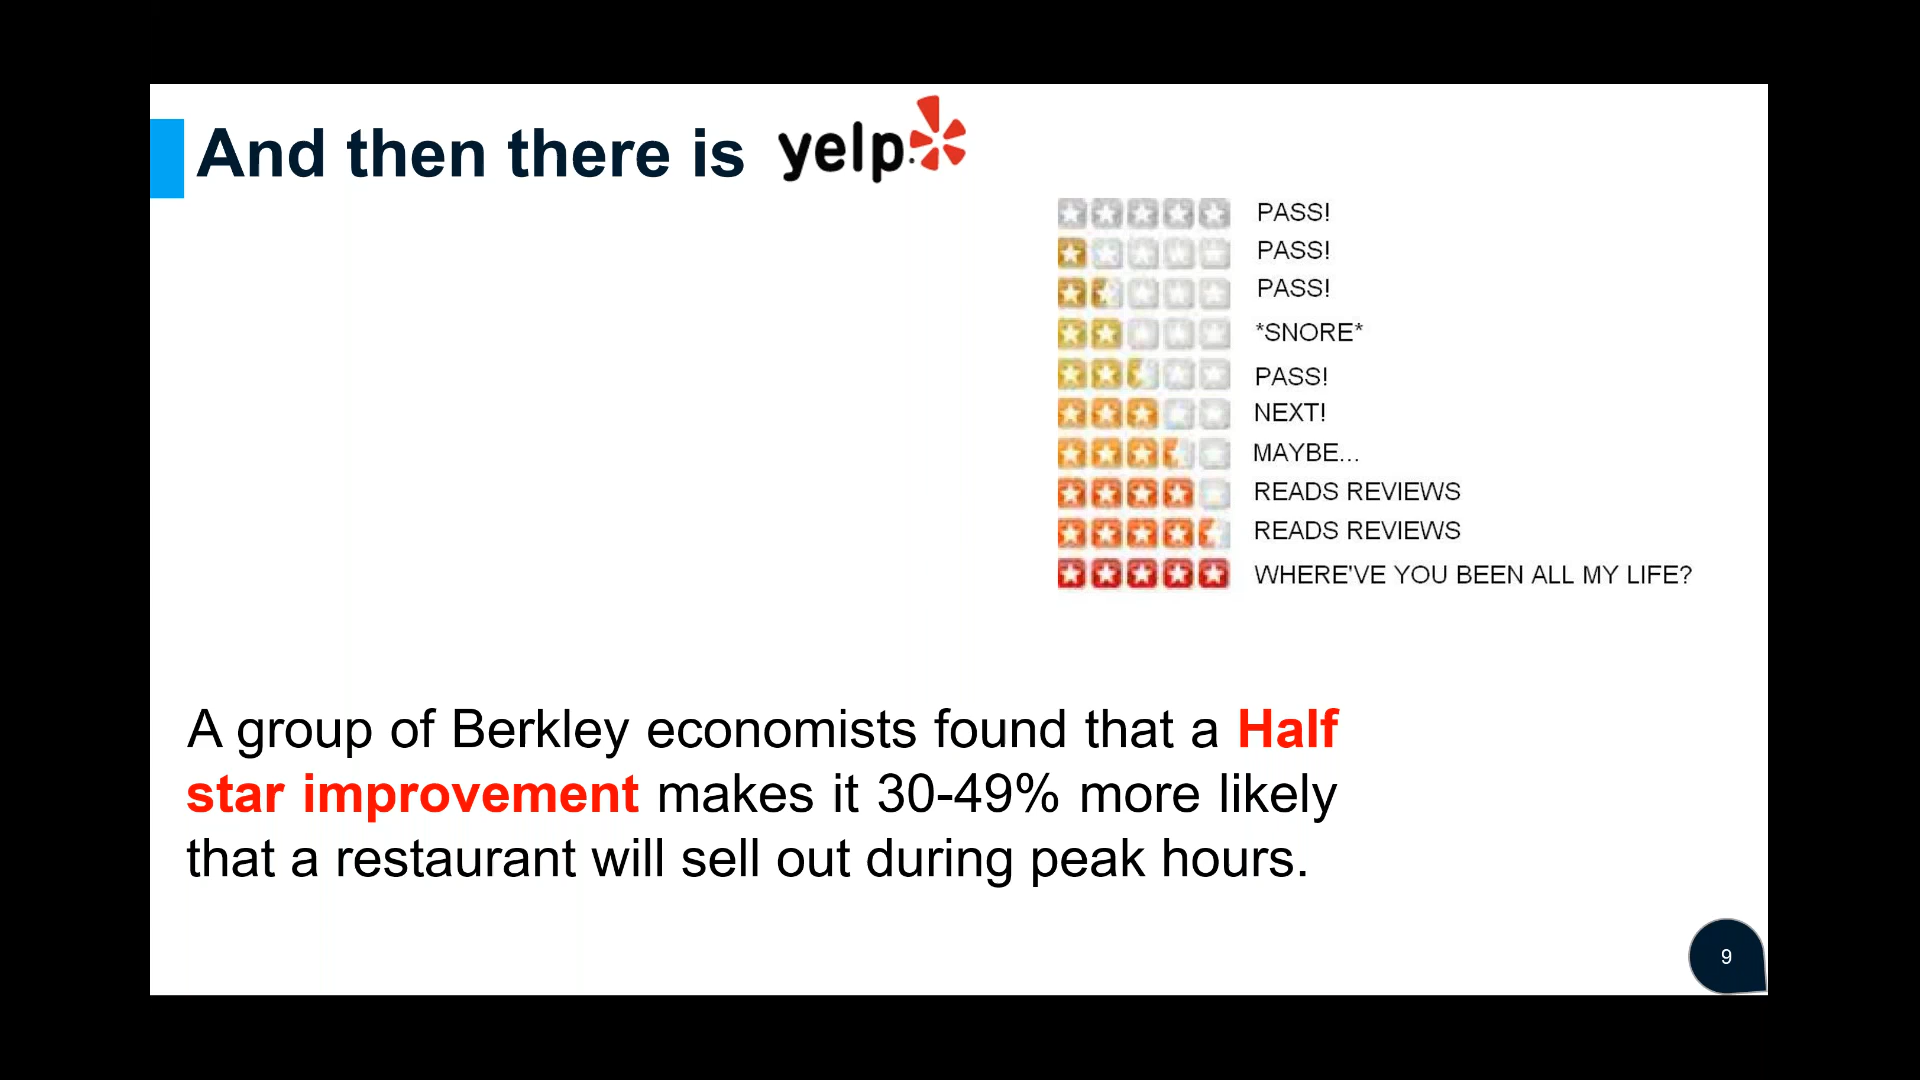 And then there is yelp
PASS!
PASS!
PASS!
*SNORE*
PASS!
NEXT!
MAYBE...
READS REVIEWS
READS REVIEWS
WHERE'VE YOU BEEN ALL MY LIFE?
A group of Berkley economists found that a Half
star improvement makes it 30-49% more likely
that a restaurant will sell out during peak hours.
9